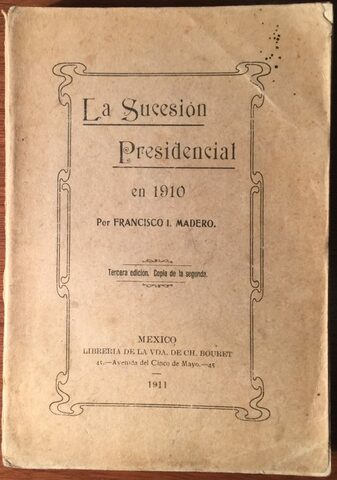 La Sucesión
Presidencial
en 1910
Por FRANCISCO I. MADERO.
Tercera edición. Copia de la segunda.
MEXICO
LIBRERIA DE LA VDA. DE CH. BOURET
45.—Avenida del Cinco de Mayo.—45
1911